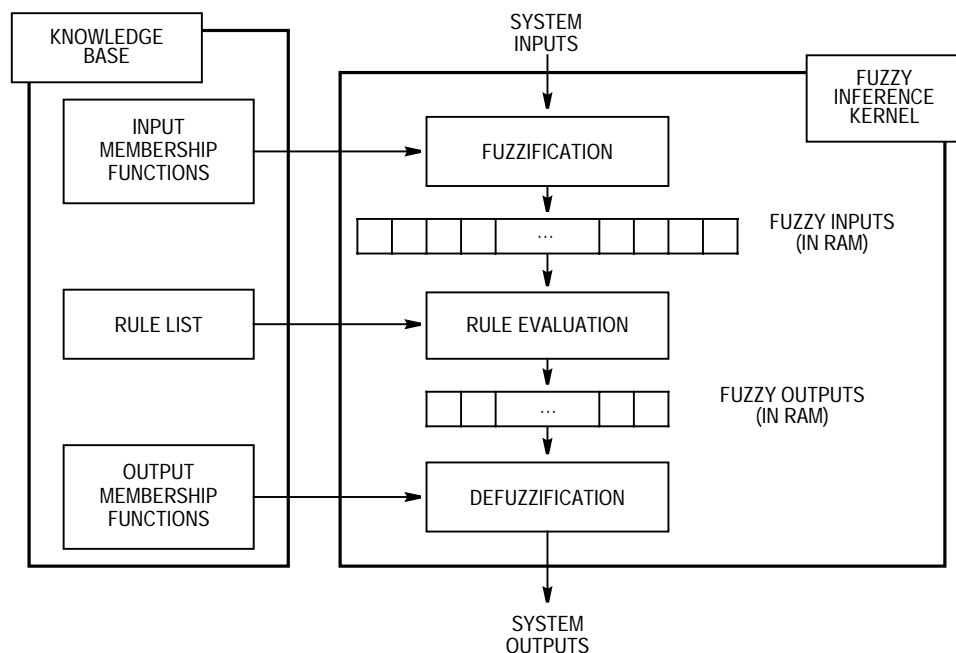 SYSTEM
INPUTS
KNOWLEDGE
BASE
FUZZY
INFERENCE
KERNEL
INPUT
MEMBERSHIP
FUNCTIONS
FUZZIFICATION
...
FUZZY INPUTS
(IN RAM)
RULE LIST
RULE EVALUATION
...
FUZZY OUTPUTS
(IN RAM)
OUTPUT
MEMBERSHIP
FUNCTIONS
DEFUZZIFICATION
SYSTEM
OUTPUTS